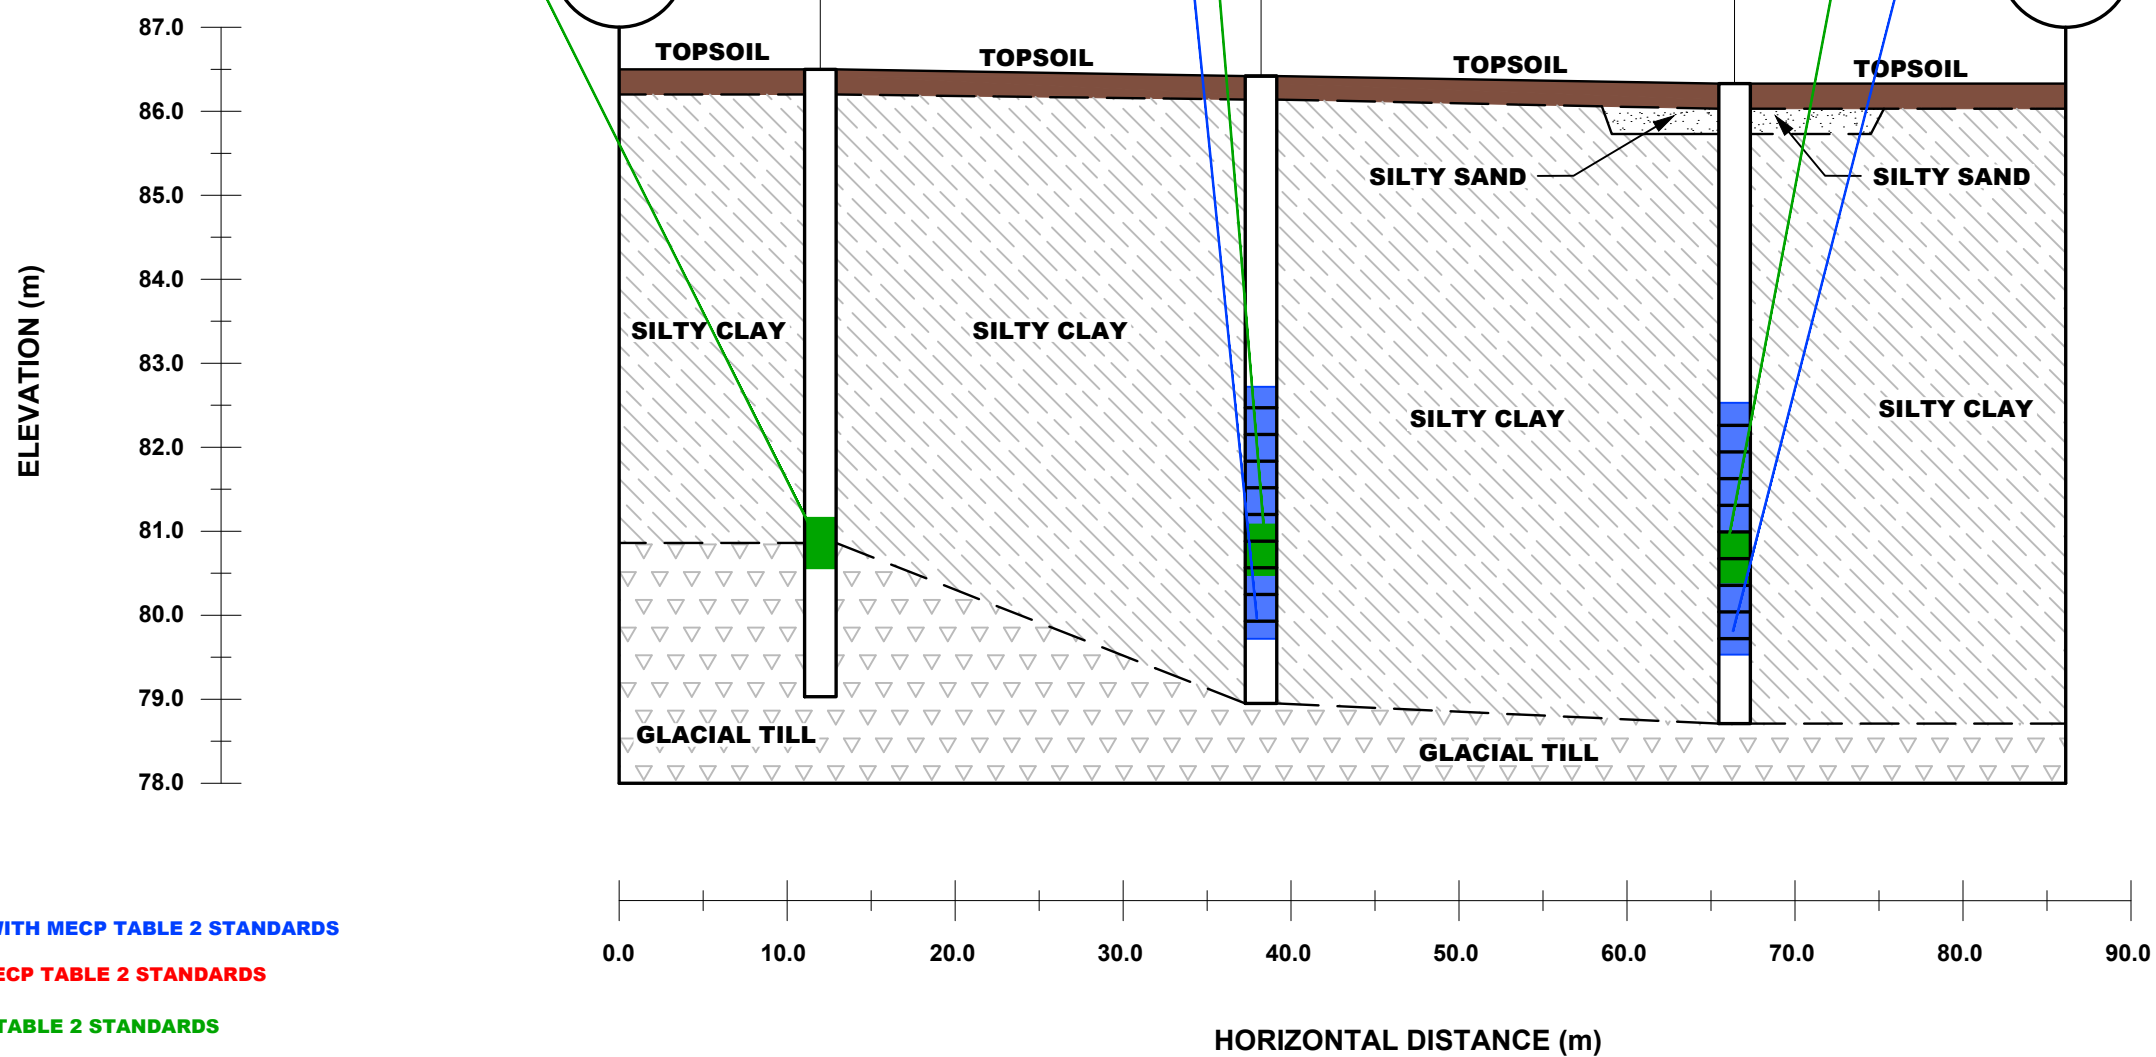 87.0
TOPSOIL
TOPSOIL
TOPSOIL
TOPSOIL
86.0
SILTY SAND
SILTY SAND
85.0
84.0
ELEVATION (m)
SILTY CLAY
SILTY CLAY
83.0
SILTY CLAY
SILTY CLAY
82.0
81.0
80.0
79.0
GLACIAL TILL
GLACIAL TILL
78.0
WITH MECP TABLE 2 STANDARDS
0.0 10.0 20.0 30.0 40.0 50.0 60.0 70.0 80.0 90.0
ECP TABLE 2 STANDARDS
TABLE 2 STANDARDS
HORIZONTAL DISTANCE (m)